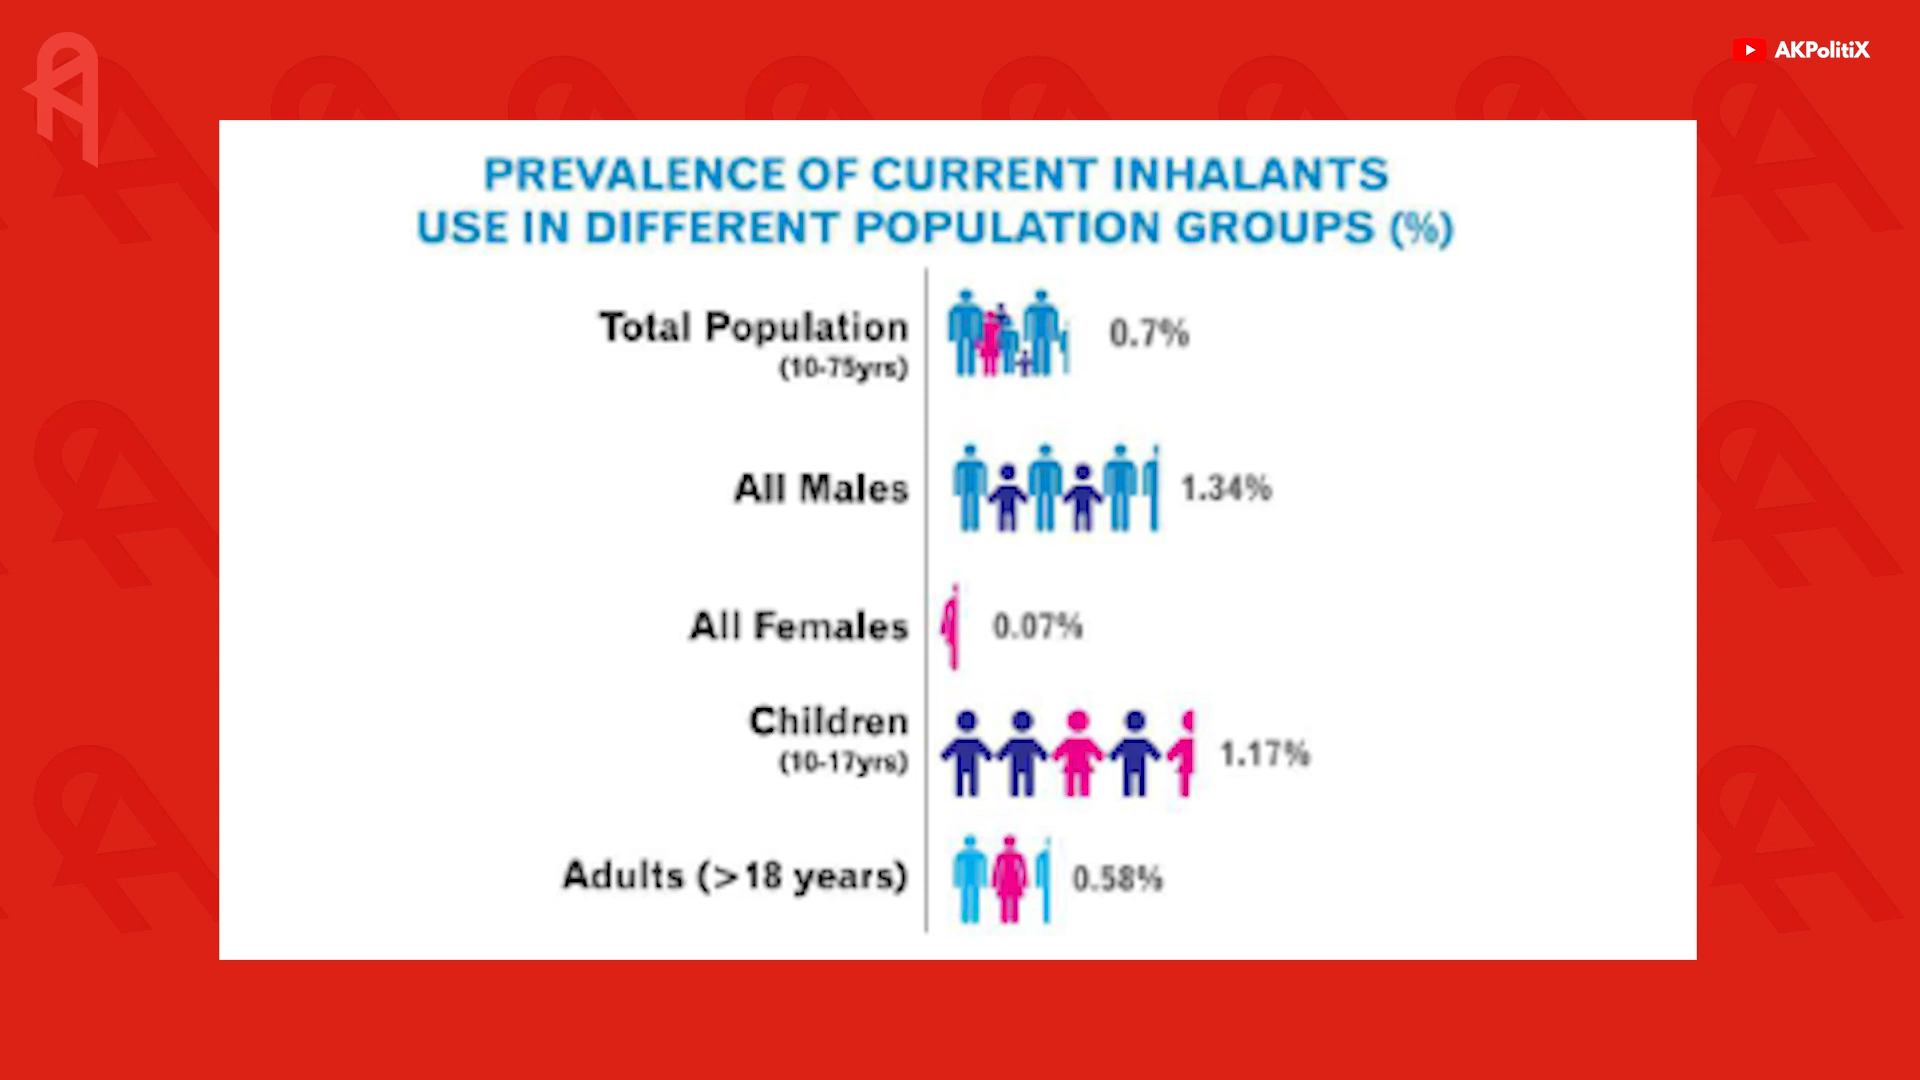 AKPolitiX
PREVALENCE OF CURRENT INHALANTS
USE IN DIFFERENT POPULATION GROUPS (%)
Total Population 0.7%
(10-75yrs)
All Males 1.34%
All Females 0.07%
Children
(10-17yrs) 1.17%
Adults (>18 years) 0.58%